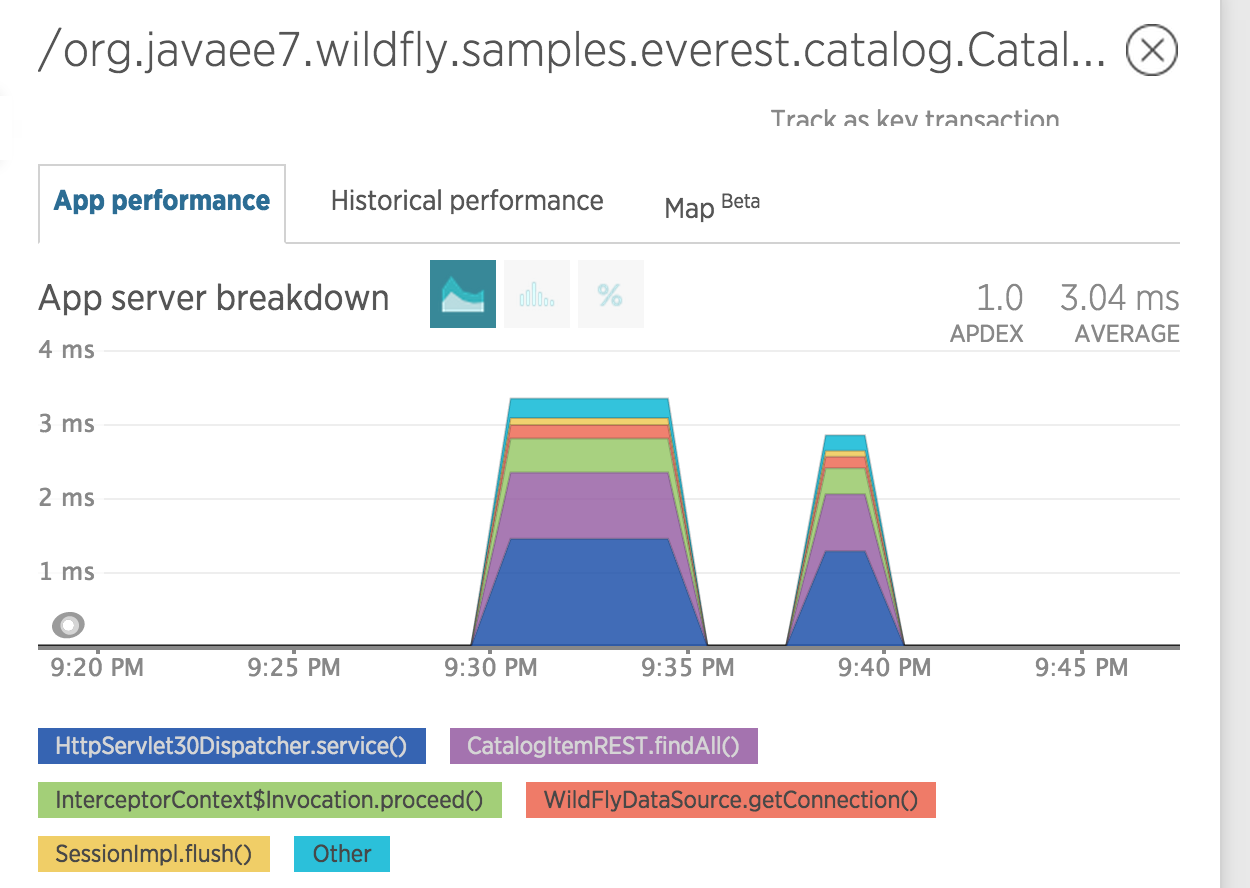 /org.javaee7.wildfly.samples.everest.catalog.Catal...
Track as key transaction
App performance Historical performance Map Beta
App server breakdown % 1.0 3.04 ms
APDEX AVERAGE
4 ms
3 ms
2 ms
1 ms
9:20 PM 9:25 PM 9:30 PM 9:35 PM 9:40 PM 9:45 PM
HttpServlet30Dispatcher.service() CatalogItemREST.findAll()
InterceptorContext$Invocation.proceed() WildFlyDataSource.getConnection()
SessionImpl.flush() Other